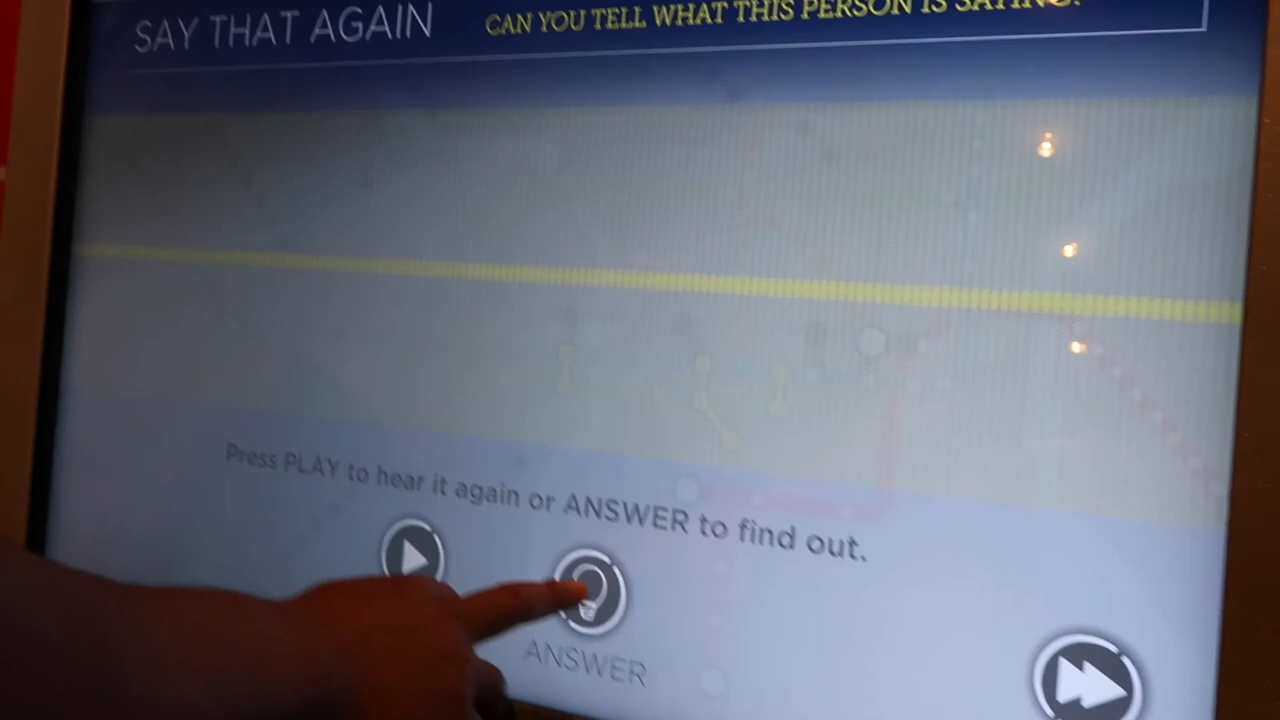 SAY THAT AGAIN
CAN YOU TELL WHAT THIS PERSON IS SAYING?
Press PLAY to hear it again or ANSWER to find out.
ANSWER